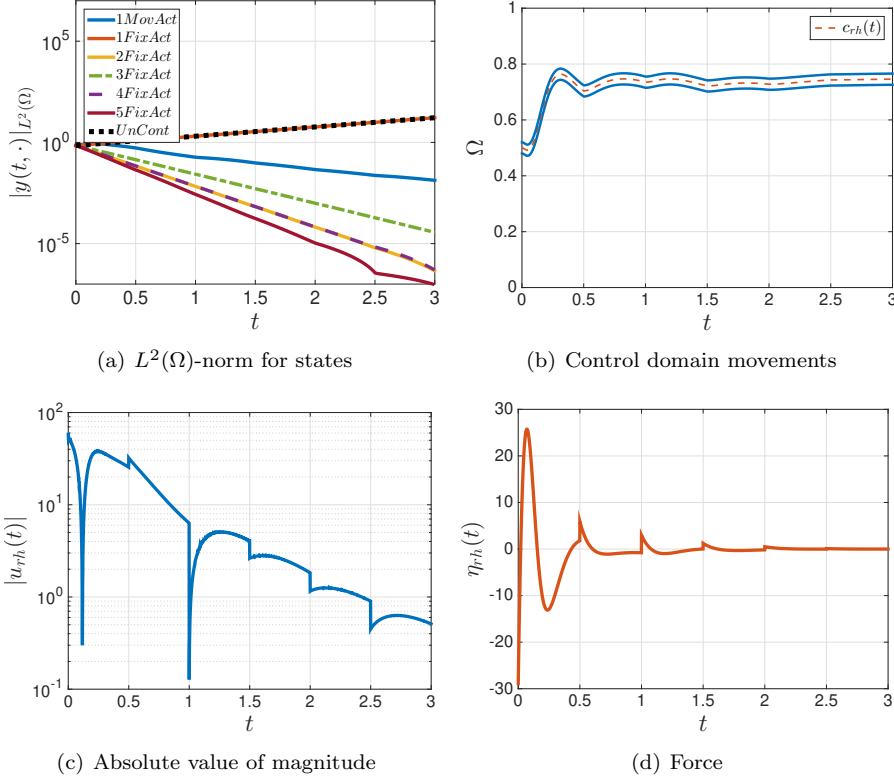 1MovAct
1FixAct
2FixAct
3FixAct
4FixAct
5FixAct
UnCont
|y(t, ·)|_{L^2(Ω)}
10^5
10^0
10^{-5}
0 0.5 1 1.5 2 2.5 3
t
(a) L^2(Ω)-norm for states
c_{rh}(t)
Ω
1
0.8
0.6
0.4
0.2
0
0 0.5 1 1.5 2 2.5 3
t
(b) Control domain movements
|u_{rh}(t)|
10^2
10^1
10^0
10^{-1}
0 0.5 1 1.5 2 2.5 3
t
(c) Absolute value of magnitude
η_{rh}(t)
30
20
10
0
-10
-20
-30
0 0.5 1 1.5 2 2.5 3
t
(d) Force